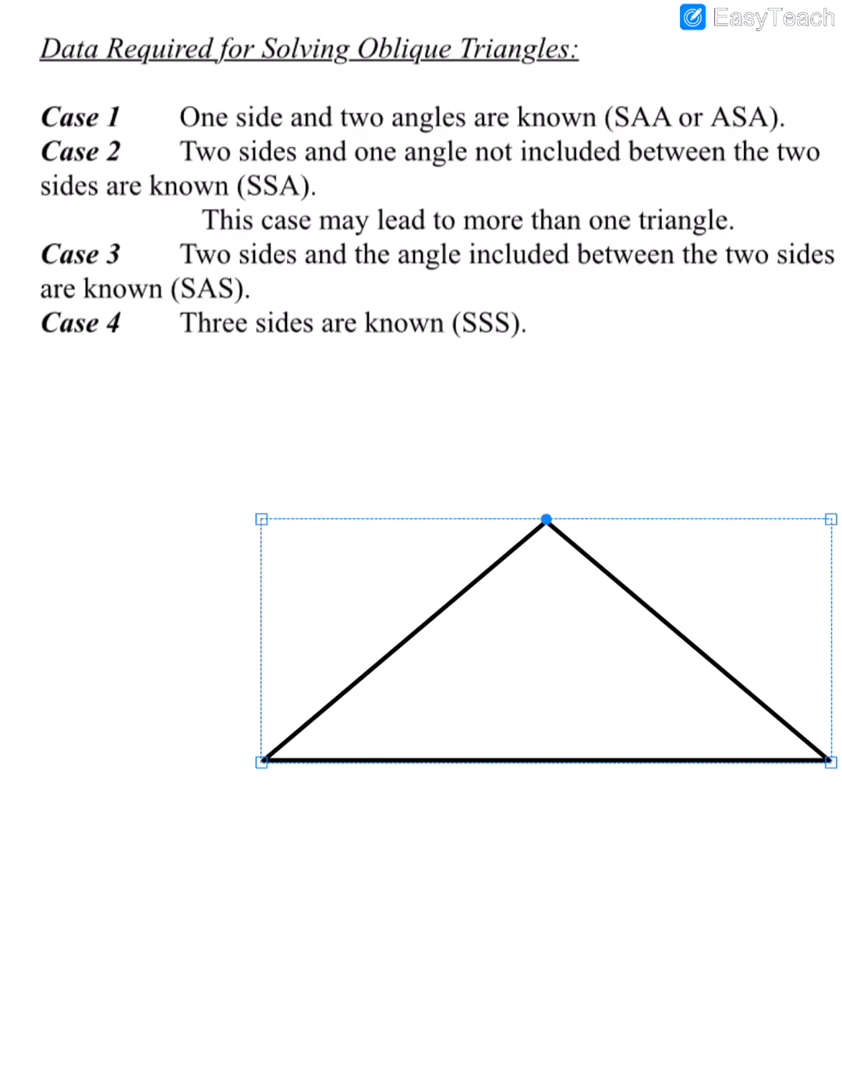 EasyTeach
Data Required for Solving Oblique Triangles:
Case 1 One side and two angles are known (SAA or ASA).
Case 2 Two sides and one angle not included between the two
sides are known (SSA).
This case may lead to more than one triangle.
Case 3 Two sides and the angle included between the two sides
are known (SAS).
Case 4 Three sides are known (SSS).